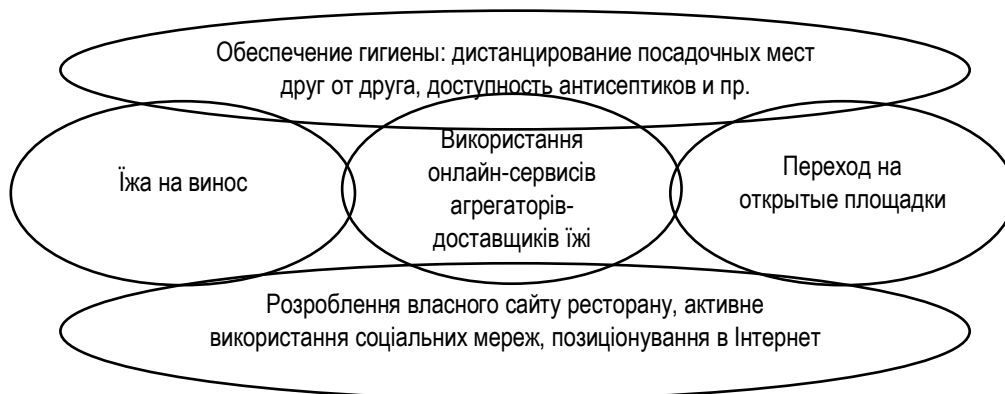 Обеспечение гигиены: дистанцирование посадочных мест
друг от друга, доступность антисептиков и пр.
Їжа на винос
Використання
онлайн-сервисів
агрегаторів-
доставщиків їжі
Переход на
открытые площадки
Розроблення власного сайту ресторану, активне
використання соціальних мереж, позиціонування в Інтернет